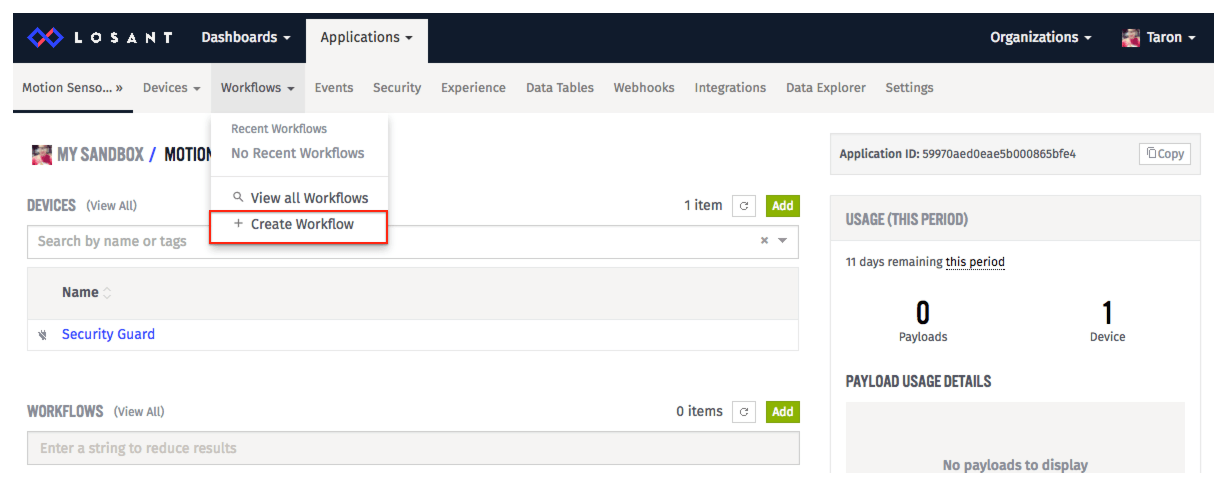 LOSANT Dashboards Applications Organizations Taron
Motion Senso... » Devices Workflows Events Security Experience Data Tables Webhooks Integrations Data Explorer Settings
Recent Workflows
No Recent Workflows
View all Workflows
+ Create Workflow
MY SANDBOX / MOTION
Application ID: 59970aed0eae5b000865bfe4 Copy
DEVICES (View All) 1 item Add
Search by name or tags
Name
Security Guard
WORKFLOWS (View All) 0 items Add
Enter a string to reduce results
USAGE (THIS PERIOD)
11 days remaining this period
0 1
Payloads Device
PAYLOAD USAGE DETAILS
No payloads to display